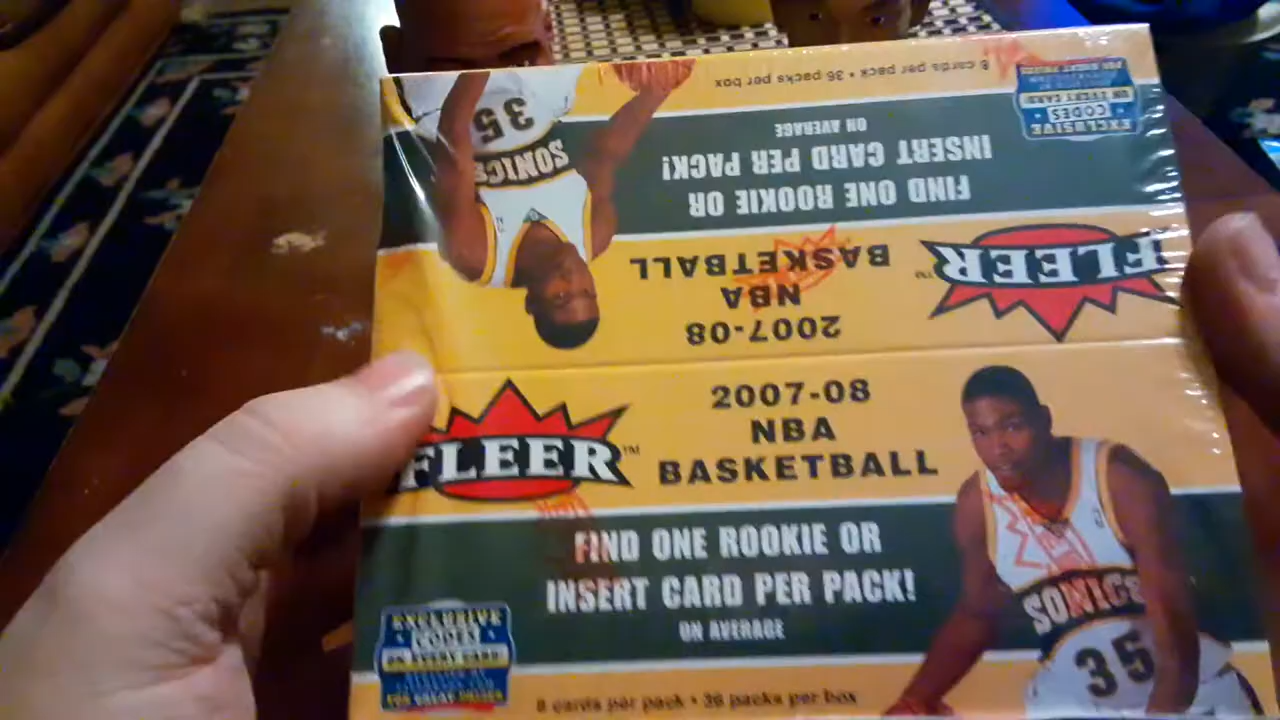 8 cards per pack • 36 packs per box
EXCLUSIVE
CODES
ON EVERY CARD
FIND ONE ROOKIE OR
INSERT CARD PER PACK!
ON AVERAGE
FLEER™
2007-08
NBA
BASKETBALL
SONICS
35
FLEER™
2007-08
NBA
BASKETBALL
FIND ONE ROOKIE OR
INSERT CARD PER PACK!
ON AVERAGE
SONICS
35
EXCLUSIVE
CODES
ON EVERY CARD
8 cards per pack • 36 packs per box